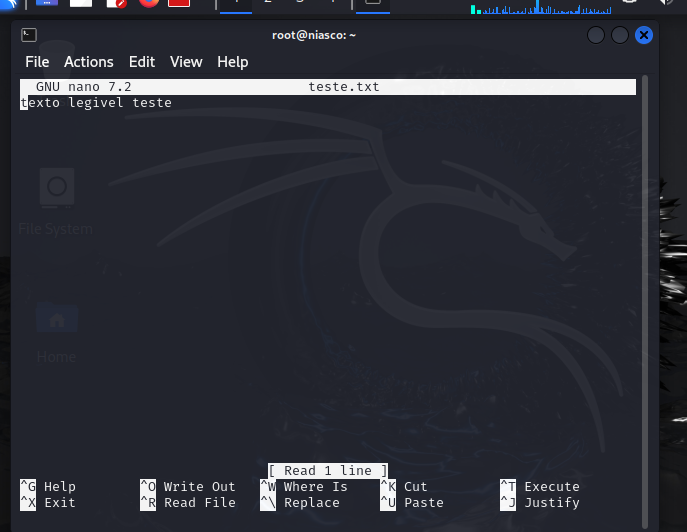 root@niasco: ~
File Actions Edit View Help
GNU nano 7.2 teste.txt
texto legivel teste
File System
Home
[ Read 1 line ]
^G Help ^O Write Out ^W Where Is ^K Cut ^T Execute
^X Exit ^R Read File ^\ Replace ^U Paste ^J Justify